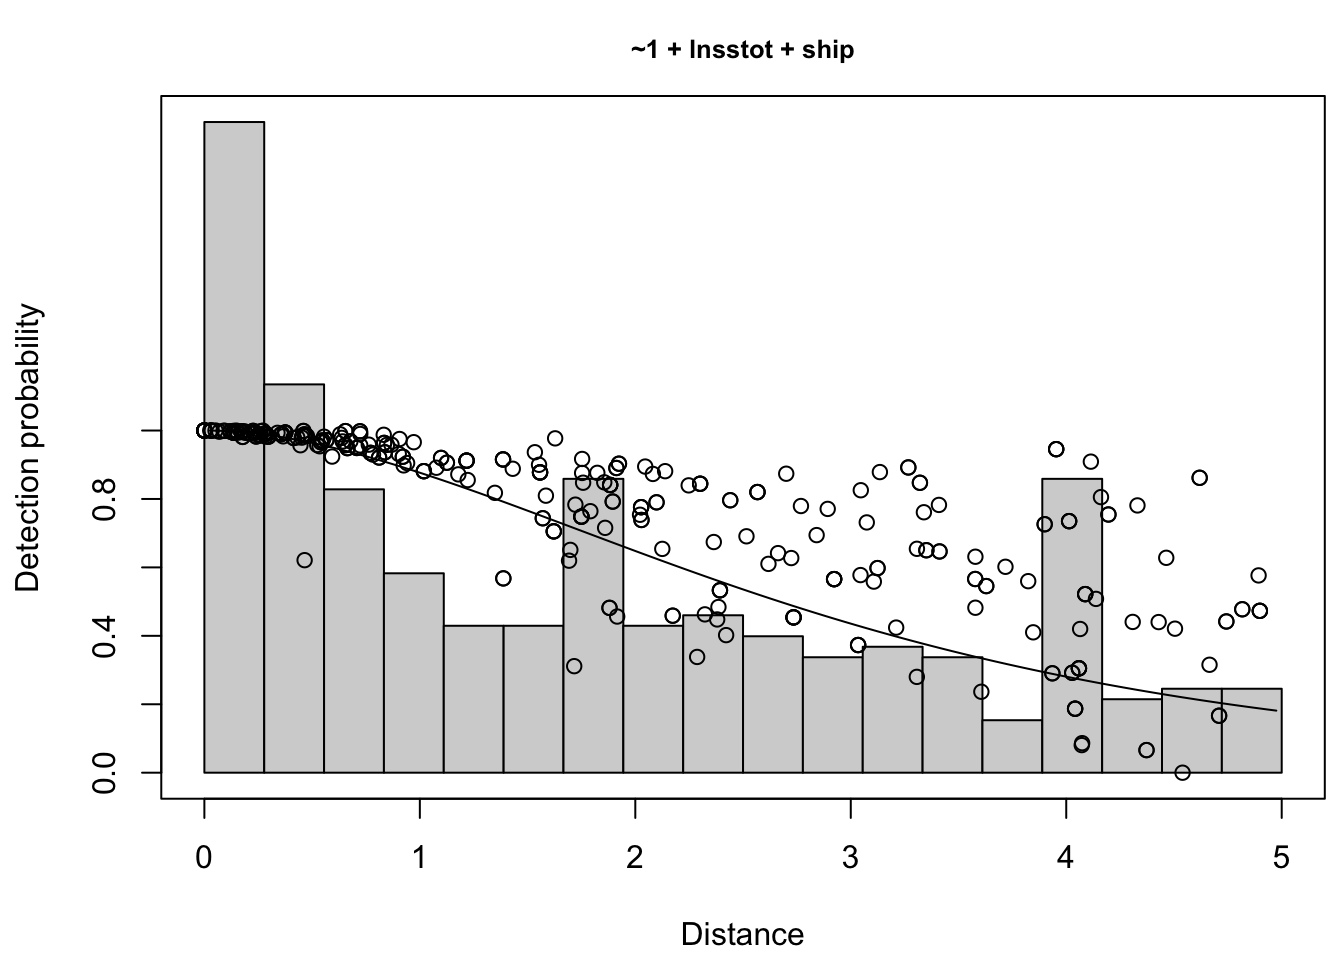 ~1 + lnsstot + ship
Detection probability
0.8
0.4
0.0
0 1 2 3 4 5
Distance